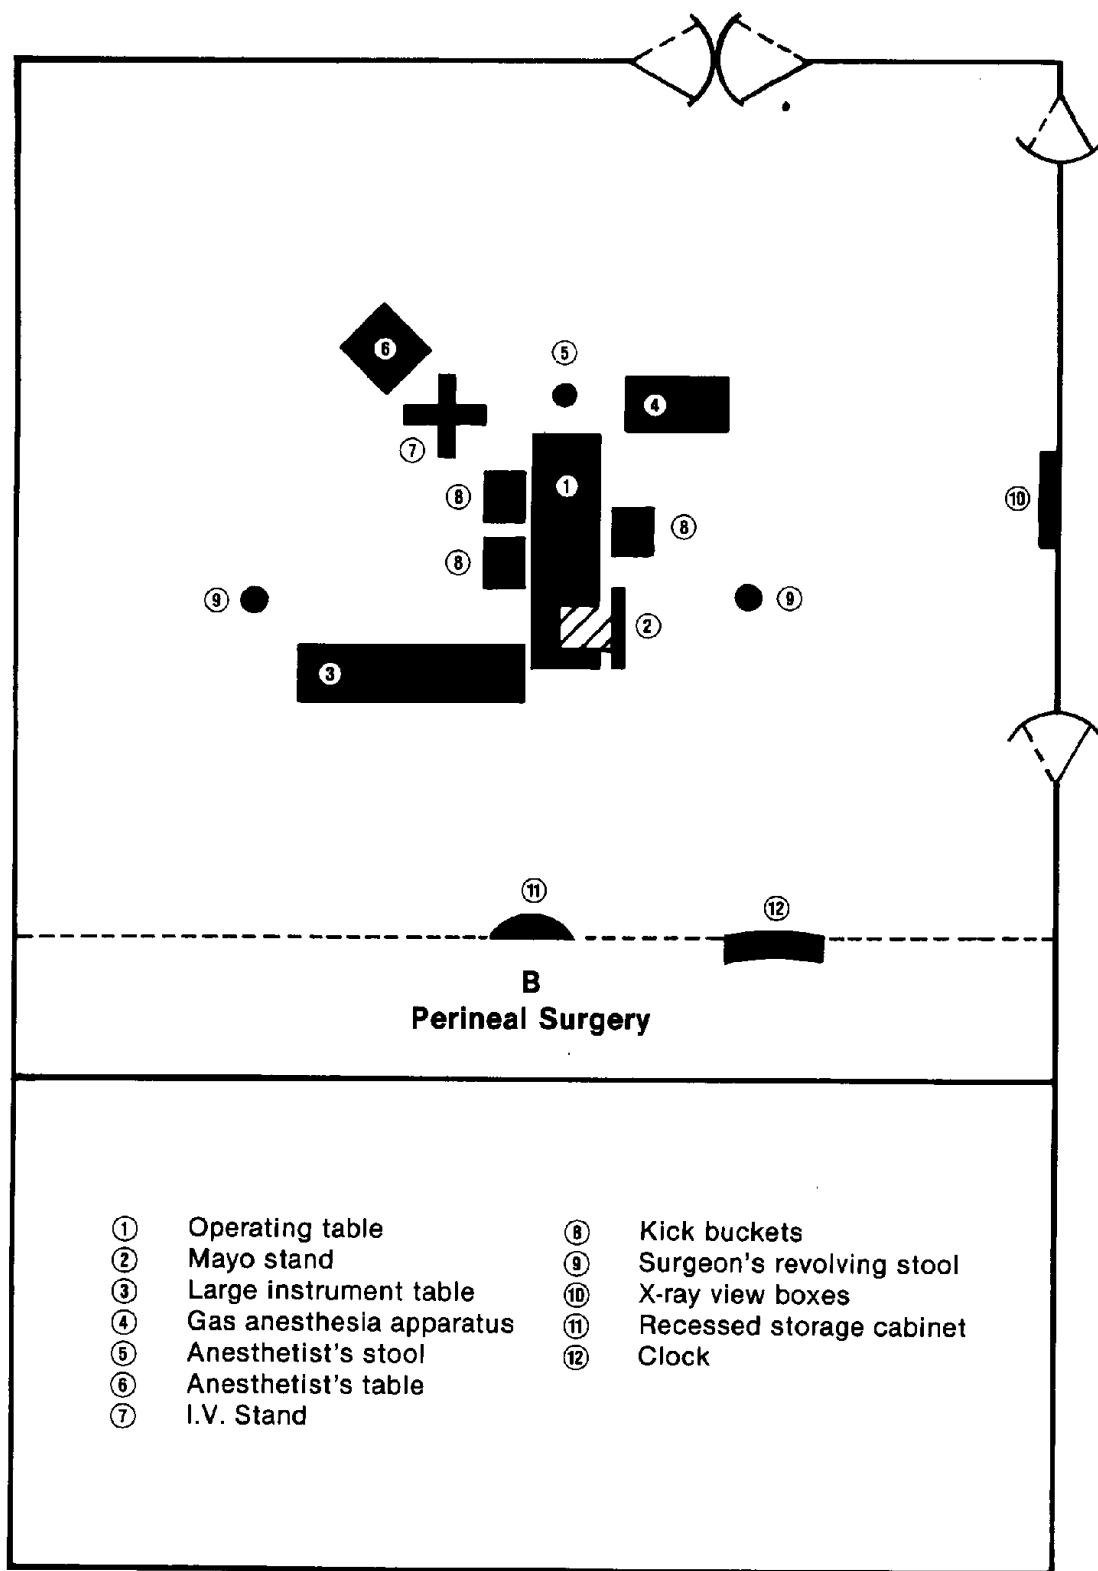 6
5
4
7
1
8
8
8
10
9
9
2
3
11
12
B
Perineal Surgery
1 Operating table
2 Mayo stand
3 Large instrument table
4 Gas anesthesia apparatus
5 Anesthetist's stool
6 Anesthetist's table
7 I.V. Stand
8 Kick buckets
9 Surgeon's revolving stool
10 X-ray view boxes
11 Recessed storage cabinet
12 Clock